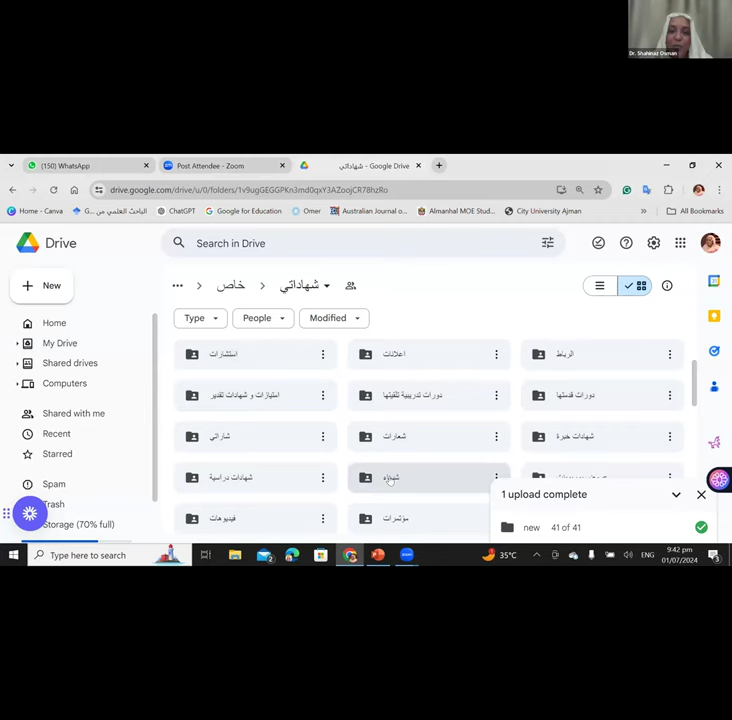 Dr. Shahinaz Osman
(150) WhatsApp
Post Attendee - Zoom
شهاداتي - Google Drive
drive.google.com/drive/u/0/folders/1v9ugGEGGPKn3md0qxY3AZoojCR78hzRo
Home - Canva
الباحث العلمي من G...
ChatGPT
Google for Education
Omer
Australian Journal o...
Almanhal MOE Stud...
City University Ajman
All Bookmarks
Drive
Search in Drive
New
خاص
شهاداتي
Type
People
Modified
Home
My Drive
Shared drives
Computers
Shared with me
Recent
Starred
Spam
Trash
Storage (70% full)
استشارات
اعلانات
الرباط
امتيازات و شهادات تقدير
دورات تدريبية تلقيتها
دورات قدمتها
شاراتي
شعارات
شهادات خبرة
شهادات دراسية
فيديوهات
مؤشرات
1 upload complete
new 41 of 41
Type here to search
2
35°C
ENG
9:42 pm
01/07/2024
3